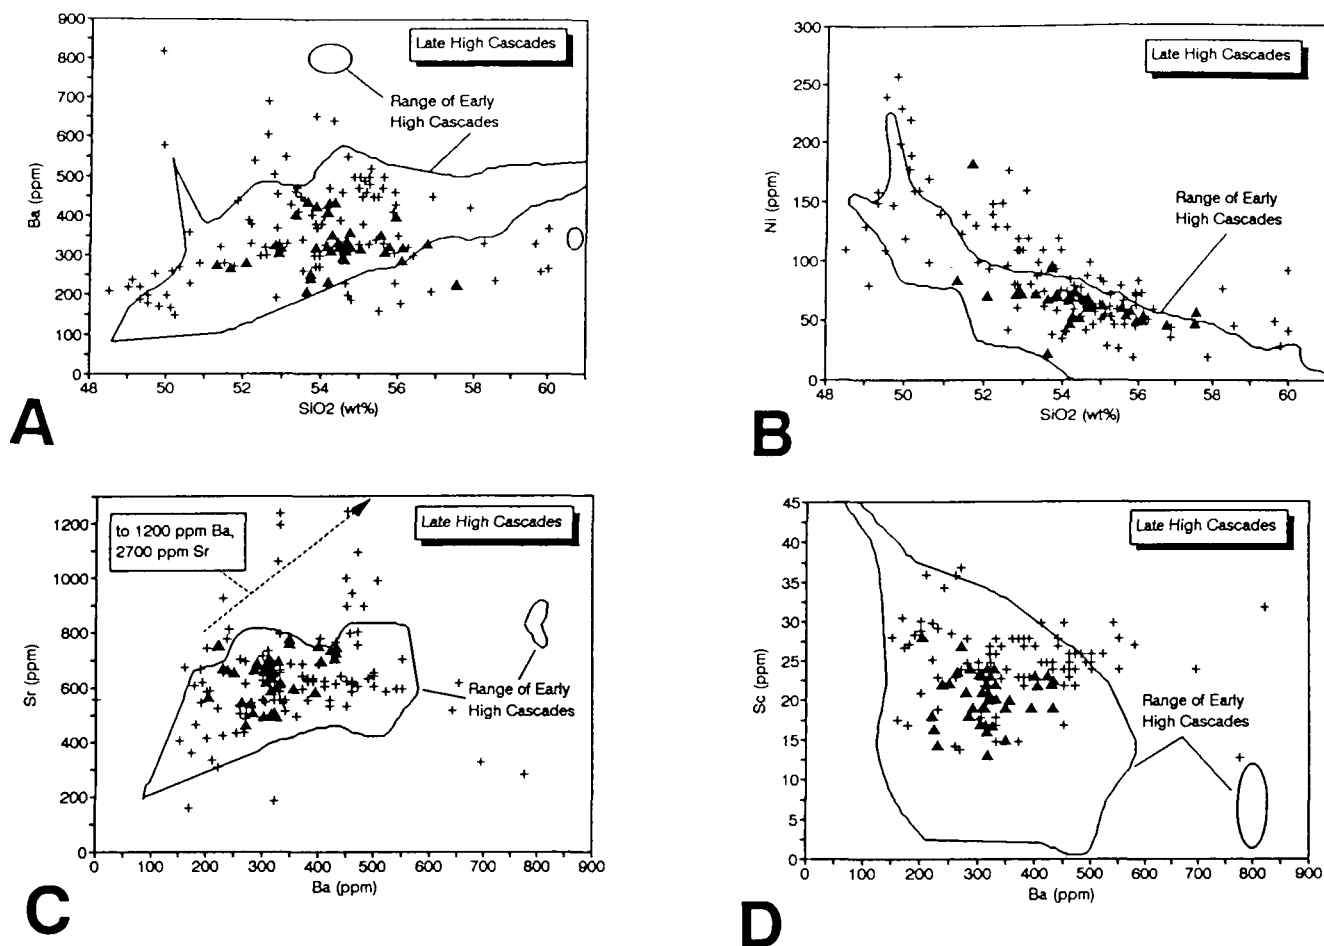 900
800
700
600
500
400
300
200
100
0
Ba (ppm)
48
50
52
54
56
58
60
SiO2 (wt%)
Late High Cascades
Range of Early
High Cascades
A
300
250
200
150
100
50
0
Ni (ppm)
48
50
52
54
56
58
60
SiO2 (wt%)
Late High Cascades
Range of Early
High Cascades
B
1200
1000
800
600
400
200
0
Sr (ppm)
0
100
200
300
400
500
600
700
800
900
Ba (ppm)
to 1200 ppm Ba,
2700 ppm Sr
Late High Cascades
Range of Early
High Cascades
C
45
40
35
30
25
20
15
10
5
0
Sc (ppm)
0
100
200
300
400
500
600
700
800
900
Ba (ppm)
Late High Cascades
Range of Early
High Cascades
D